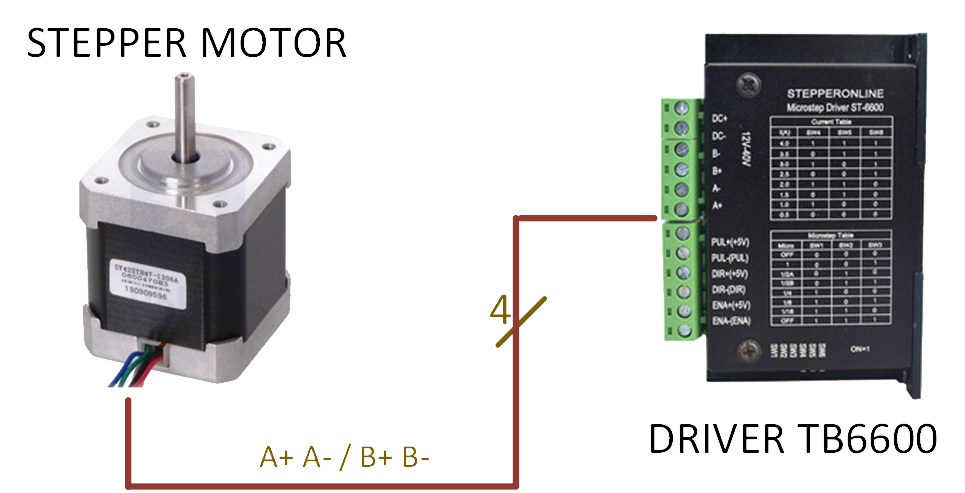 STEPPER MOTOR
ST42STH47-1206A
060047083
130909596
STEPPERONLINE
Microstep Driver ST-6600
Current Table
I(A) SW4 SW5 SW6
4.0 1 1
3.5 0 1 1
3.0 1 0 1
2.5 0 0 1
2.0 1 1 0
1.5 0 1 0
1.0 1 0 0
0.5 0 0 0
DC+
DC-
B-
B+
A-
A+
12V-40V
PUL+(+5V)
PUL-(PUL)
DIR+(+5V)
DIR-(DIR)
ENA+(+5V)
ENA-(ENA)
Microstep Table
Micro SW1 SW2 SW3
OFF 0 0 0
1 0 0 1
1/2A 0 1 0
1/2B 0 1 1
1/4 1 0 0
1/8 1 0 1
1/16 1 1 0
OFF 1 1 1
SW1
SW2
SW3
SW4
SW5
SW6
ON=1
4
A+ A- / B+ B-
DRIVER TB6600